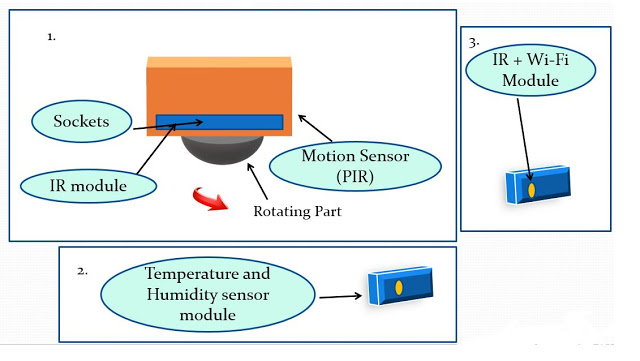 1.
Sockets
IR module
Motion Sensor
(PIR)
Rotating Part
2.
Temperature and
Humidity sensor
module
3.
IR + Wi-Fi
Module